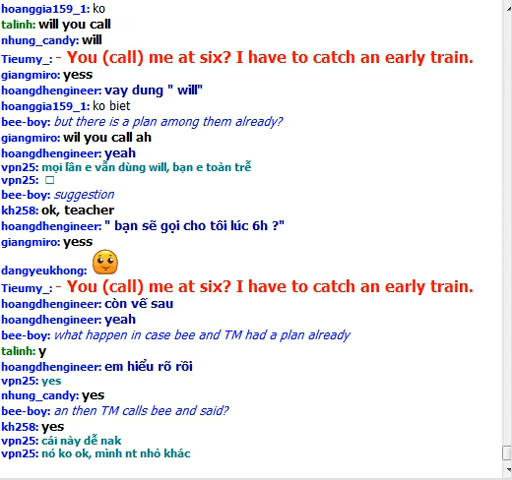 hoanggia159_1: ko
talinh: will you call
nhung_candy: will
Tieumy_: - You (call) me at six? I have to catch an early train.
giangmiro: yess
hoangdhengineer: vay dung " will"
hoanggia159_1: ko biet
bee-boy: but there is a plan among them already?
giangmiro: wil you call ah
hoangdhengineer: yeah
vpn25: mọi lần e vẫn dùng will, bạn e toàn trễ
vpn25: □
bee-boy: suggestion
kh258: ok, teacher
hoangdhengineer: " bạn sẽ gọi cho tôi lúc 6h ?"
giangmiro: yess
dangyeukhong:
Tieumy_: - You (call) me at six? I have to catch an early train.
hoangdhengineer: còn vế sau
hoangdhengineer: yeah
bee-boy: what happen in case bee and TM had a plan already
talinh: y
hoangdhengineer: em hiểu rõ rồi
vpn25: yes
nhung_candy: yes
bee-boy: an then TM calls bee and said?
kh258: yes
vpn25: cái này dễ nak
vpn25: nó ko ok, mình nt nhỏ khác